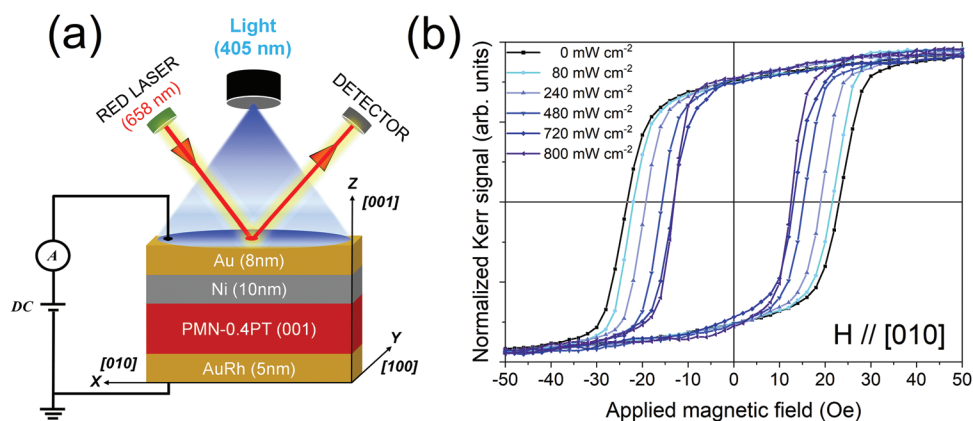 (a)
Light
(405 nm)
RED LASER
(658 nm)
DETECTOR
Z
[001]
Au (8nm)
Ni (10nm)
PMN-0.4PT (001)
AuRh (5nm)
A
DC
[010]
X
Y
[100]
(b)
Normalized Kerr signal (arb. units)
0 mW cm-2
80 mW cm-2
240 mW cm-2
480 mW cm-2
720 mW cm-2
800 mW cm-2
H // [010]
-50 -40 -30 -20 -10 0 10 20 30 40 50
Applied magnetic field (Oe)